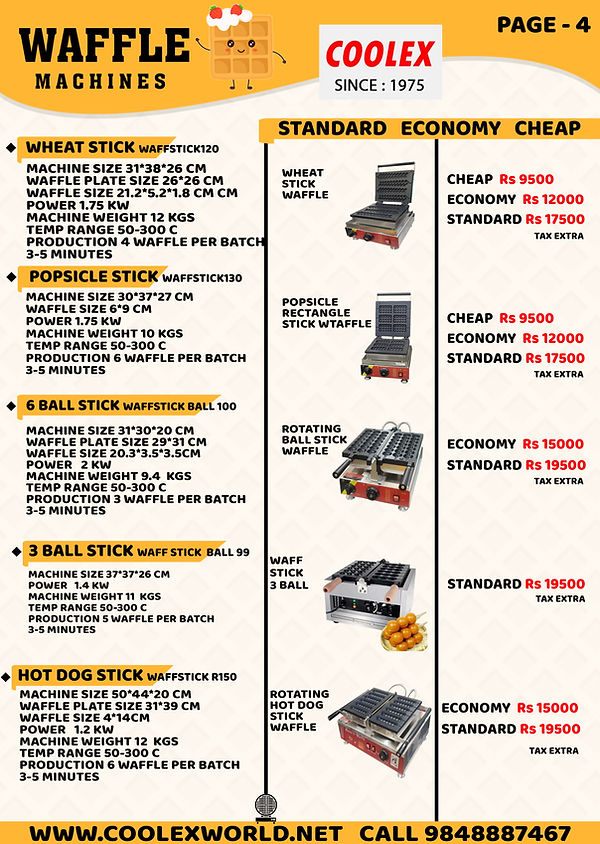 WAFFLE
MACHINES
COOLEX
SINCE : 1975
PAGE - 4
STANDARD ECONOMY CHEAP
WHEAT STICK WAFFSTICK120
MACHINE SIZE 31*38*26 CM
WAFFLE PLATE SIZE 26*26 CM
WAFFLE SIZE 21.2*5.2*1.8 CM CM
POWER 1.75 KW
MACHINE WEIGHT 12 KGS
TEMP RANGE 50-300 C
PRODUCTION 4 WAFFLE PER BATCH
3-5 MINUTES
WHEAT
STICK
WAFFLE
CHEAP Rs 9500
ECONOMY Rs 12000
STANDARD Rs 17500
TAX EXTRA
POPSICLE STICK WAFFSTICK130
MACHINE SIZE 30*37*27 CM
WAFFLE SIZE 6*9 CM
POWER 1.75 KW
MACHINE WEIGHT 10 KGS
TEMP RANGE 50-300 C
PRODUCTION 6 WAFFLE PER BATCH
3-5 MINUTES
POPSICLE
RECTANGLE
STICK WTAFFLE
CHEAP Rs 9500
ECONOMY Rs 12000
STANDARD Rs 17500
TAX EXTRA
6 BALL STICK WAFFSTICK BALL 100
MACHINE SIZE 31*30*20 CM
WAFFLE PLATE SIZE 29*31 CM
WAFFLE SIZE 20.3*3.5*3.5CM
POWER 2 KW
MACHINE WEIGHT 9.4 KGS
TEMP RANGE 50-300 C
PRODUCTION 3 WAFFLE PER BATCH
3-5 MINUTES
ROTATING
BALL STICK
WAFFLE
ECONOMY Rs 15000
STANDARD Rs 19500
TAX EXTRA
3 BALL STICK WAFF STICK BALL 99
MACHINE SIZE 37*37*26 CM
POWER 1.4 KW
MACHINE WEIGHT 11 KGS
TEMP RANGE 50-300 C
PRODUCTION 5 WAFFLE PER BATCH
3-5 MINUTES
WAFF
STICK
3 BALL
STANDARD Rs 19500
TAX EXTRA
HOT DOG STICK WAFFSTICK R150
MACHINE SIZE 50*44*20 CM
WAFFLE PLATE SIZE 31*39 CM
WAFFLE SIZE 4*14CM
POWER 1.2 KW
MACHINE WEIGHT 12 KGS
TEMP RANGE 50-300 C
PRODUCTION 6 WAFFLE PER BATCH
3-5 MINUTES
ROTATING
HOT DOG
STICK
WAFFLE
ECONOMY Rs 15000
STANDARD Rs 19500
TAX EXTRA
WWW.COOLEXWORLD.NET CALL 9848887467